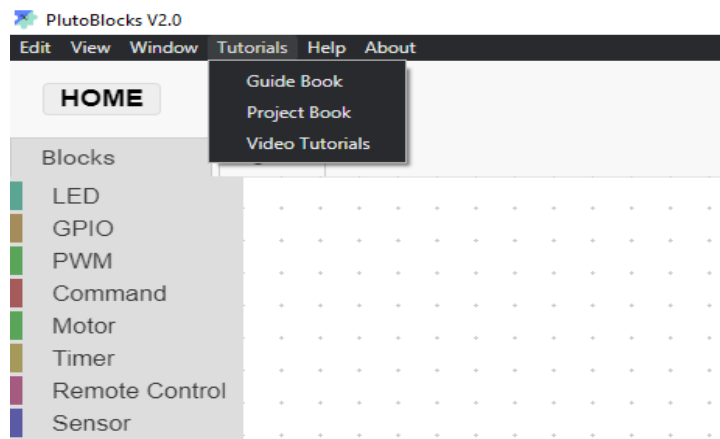 PlutoBlocks V2.0
Edit View Window Tutorials Help About
Guide Book
HOME
Project Book
Video Tutorials
Blocks
LED
GPIO
PWM
Command
Motor
Timer
Remote Control
Sensor